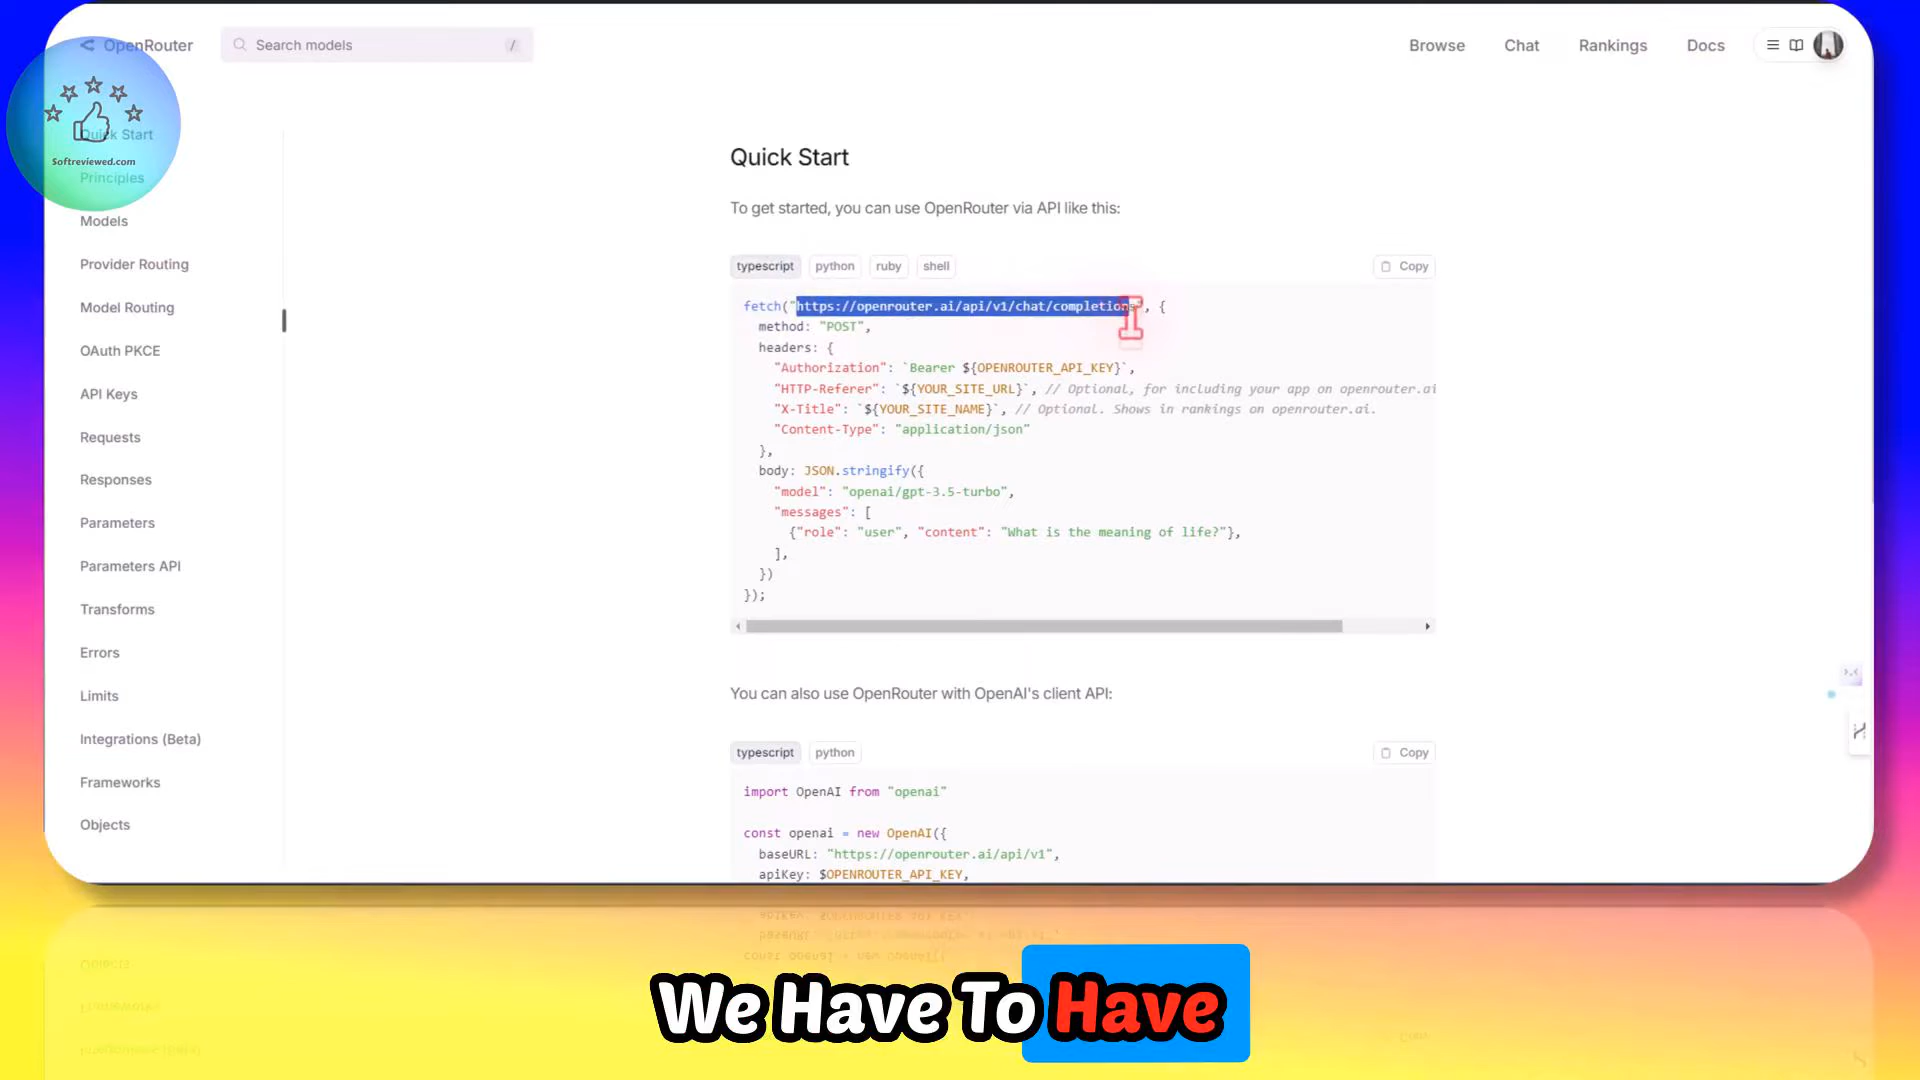 OpenRouter
Search models
/
Browse
Chat
Rankings
Docs
Softreviewed.com
Quick Start
Principles
Models
Provider Routing
Model Routing
OAuth PKCE
API Keys
Requests
Responses
Parameters
Parameters API
Transforms
Errors
Limits
Integrations (Beta)
Frameworks
Objects
Quick Start
To get started, you can use OpenRouter via API like this:
typescript
python
ruby
shell
Copy
fetch("https://openrouter.ai/api/v1/chat/completions", {
method: "POST",
headers: {
"Authorization": `Bearer ${OPENROUTER_API_KEY}`,
"HTTP-Referer": `${YOUR_SITE_URL}`, // Optional, for including your app on openrouter.ai
"X-Title": `${YOUR_SITE_NAME}`, // Optional. Shows in rankings on openrouter.ai.
"Content-Type": "application/json"
},
body: JSON.stringify({
"model": "openai/gpt-3.5-turbo",
"messages": [
{"role": "user", "content": "What is the meaning of life?"},
],
})
});
You can also use OpenRouter with OpenAI's client API:
typescript
python
Copy
import OpenAI from "openai"
const openai = new OpenAI({
baseURL: "https://openrouter.ai/api/v1",
apiKey: $OPENROUTER_API_KEY,
We Have To Have